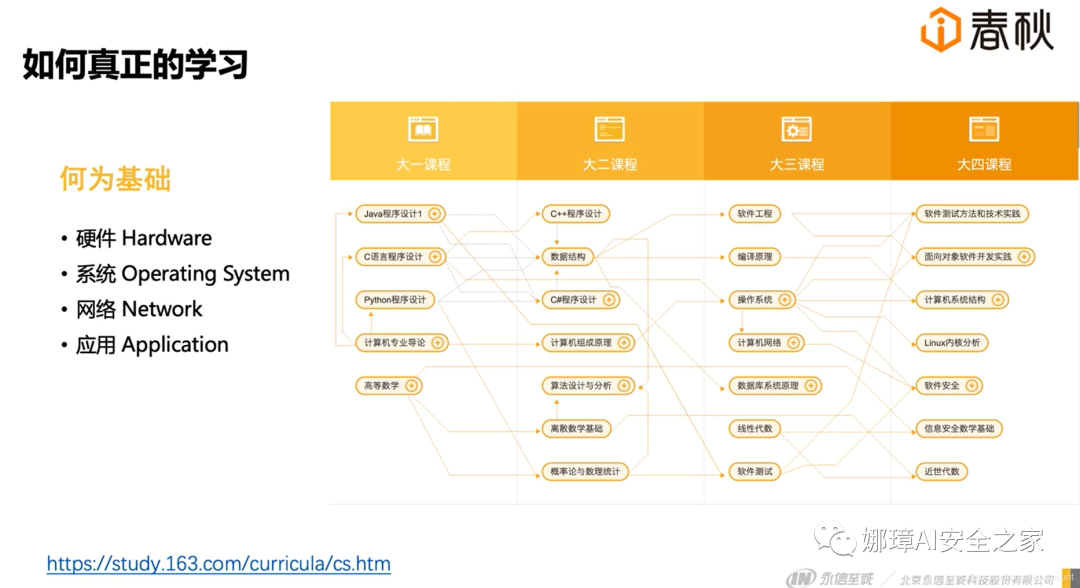 春秋
如何真正的学习
何为基础
• 硬件 Hardware
• 系统 Operating System
• 网络 Network
• 应用 Application
大一课程
大二课程
大三课程
大四课程
Java程序设计1
C++程序设计
软件工程
软件测试方法和技术实践
C语言程序设计
数据结构
编译原理
面向对象软件开发实践
Python程序设计
C#程序设计
操作系统
计算机系统结构
计算机专业导论
计算机组成原理
计算机网络
Linux内核分析
高等数学
算法设计与分析
数据库系统原理
软件安全
离散数学基础
线性代数
信息安全数学基础
概率论与数理统计
软件测试
近世代数
https://study.163.com/curricula/cs.htm
娜璋AI安全之家
永信至诚
北京永信至诚科技股份有限公司